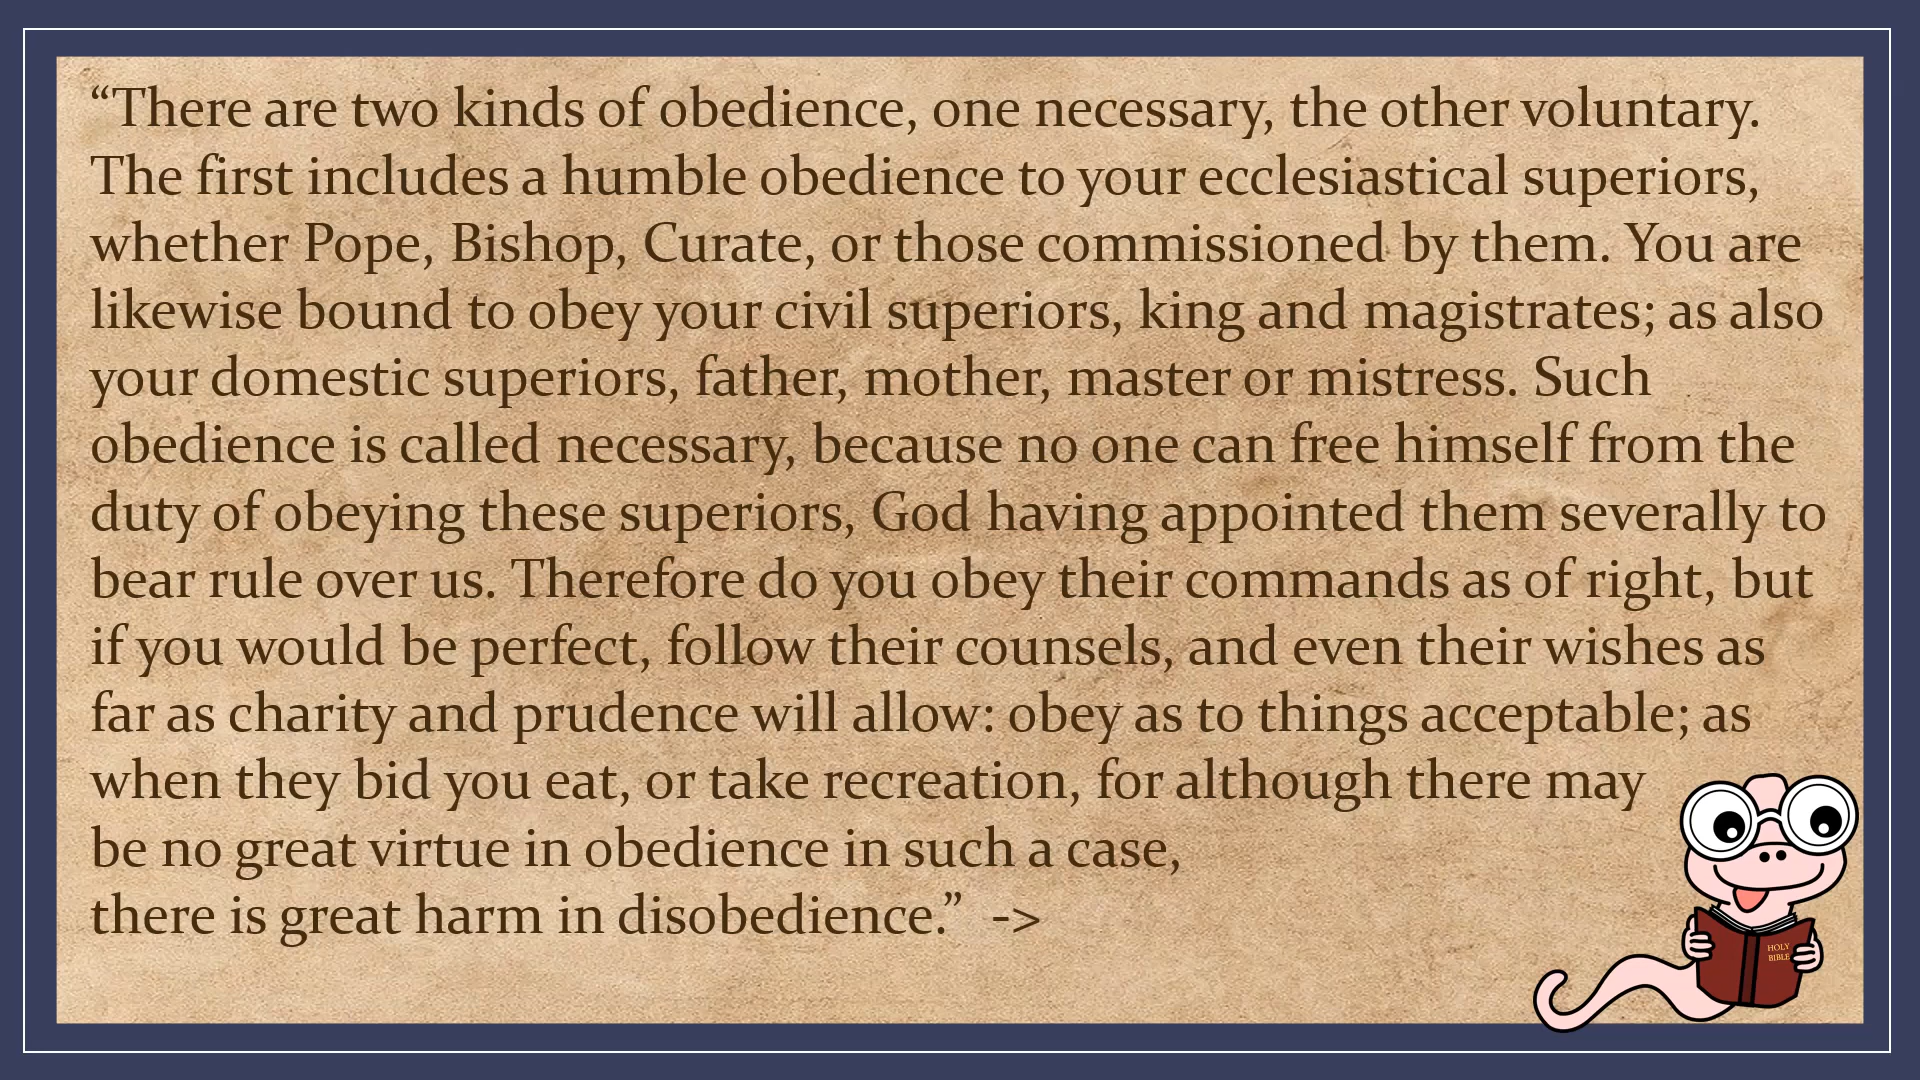 “There are two kinds of obedience, one necessary, the other voluntary.
The first includes a humble obedience to your ecclesiastical superiors,
whether Pope, Bishop, Curate, or those commissioned by them. You are
likewise bound to obey your civil superiors, king and magistrates; as also
your domestic superiors, father, mother, master or mistress. Such
obedience is called necessary, because no one can free himself from the
duty of obeying these superiors, God having appointed them severally to
bear rule over us. Therefore do you obey their commands as of right, but
if you would be perfect, follow their counsels, and even their wishes as
far as charity and prudence will allow: obey as to things acceptable; as
when they bid you eat, or take recreation, for although there may
be no great virtue in obedience in such a case,
there is great harm in disobedience.” ->
HOLY
BIBLE